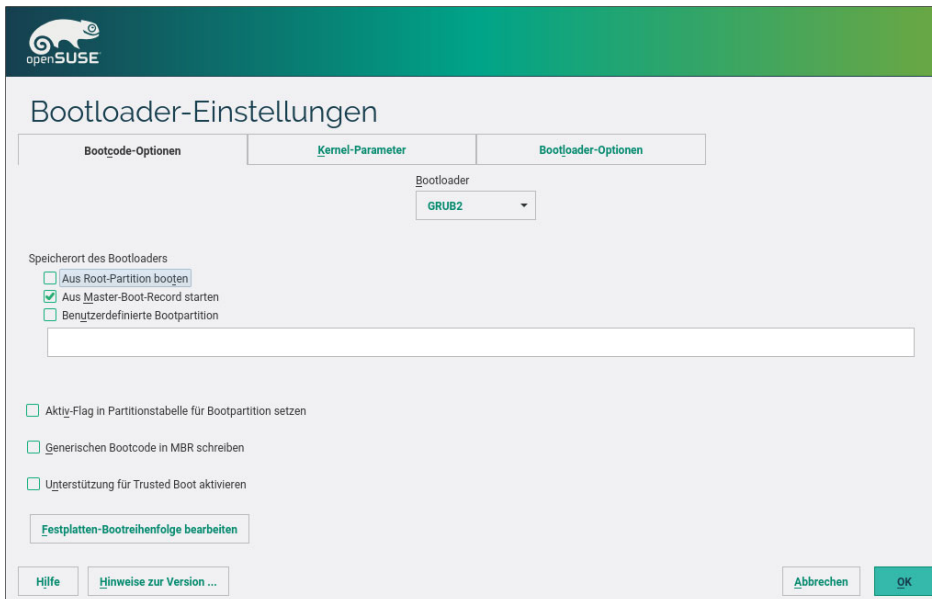 openSUSE
Bootloader-Einstellungen
Bootcode-Optionen
Kernel-Parameter
Bootloader-Optionen
Bootloader
GRUB2
Speicherort des Bootloaders
Aus Root-Partition booten
Aus Master-Boot-Record starten
Benutzerdefinierte Bootpartition
Aktiv-Flag in Partitionstabelle für Bootpartition setzen
Generischen Bootcode in MBR schreiben
Unterstützung für Trusted Boot aktivieren
Festplatten-Bootreihenfolge bearbeiten
Hilfe
Hinweise zur Version ...
Abbrechen
OK